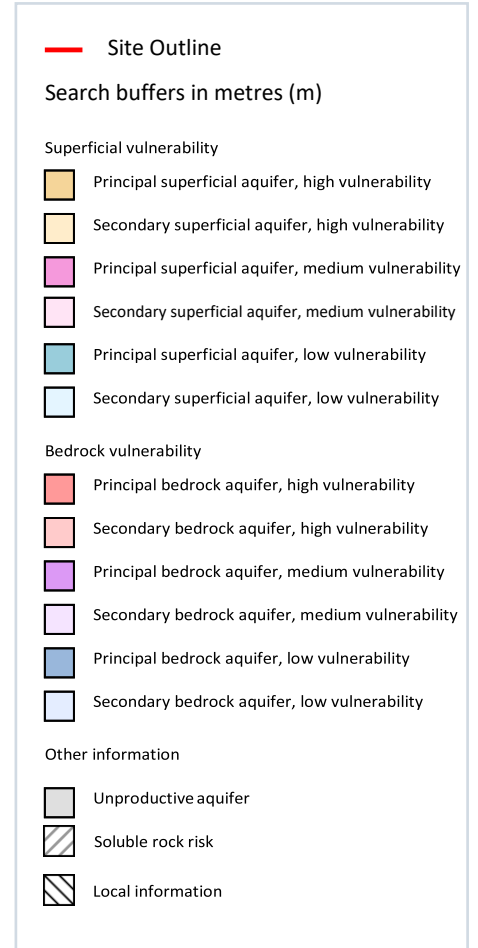 Site Outline
Search buffers in metres (m)
Superficial vulnerability
Principal superficial aquifer, high vulnerability
Secondary superficial aquifer, high vulnerability
Principal superficial aquifer, medium vulnerability
Secondary superficial aquifer, medium vulnerability
Principal superficial aquifer, low vulnerability
Secondary superficial aquifer, low vulnerability
Bedrock vulnerability
Principal bedrock aquifer, high vulnerability
Secondary bedrock aquifer, high vulnerability
Principal bedrock aquifer, medium vulnerability
Secondary bedrock aquifer, medium vulnerability
Principal bedrock aquifer, low vulnerability
Secondary bedrock aquifer, low vulnerability
Other information
Unproductive aquifer
Soluble rock risk
Local information